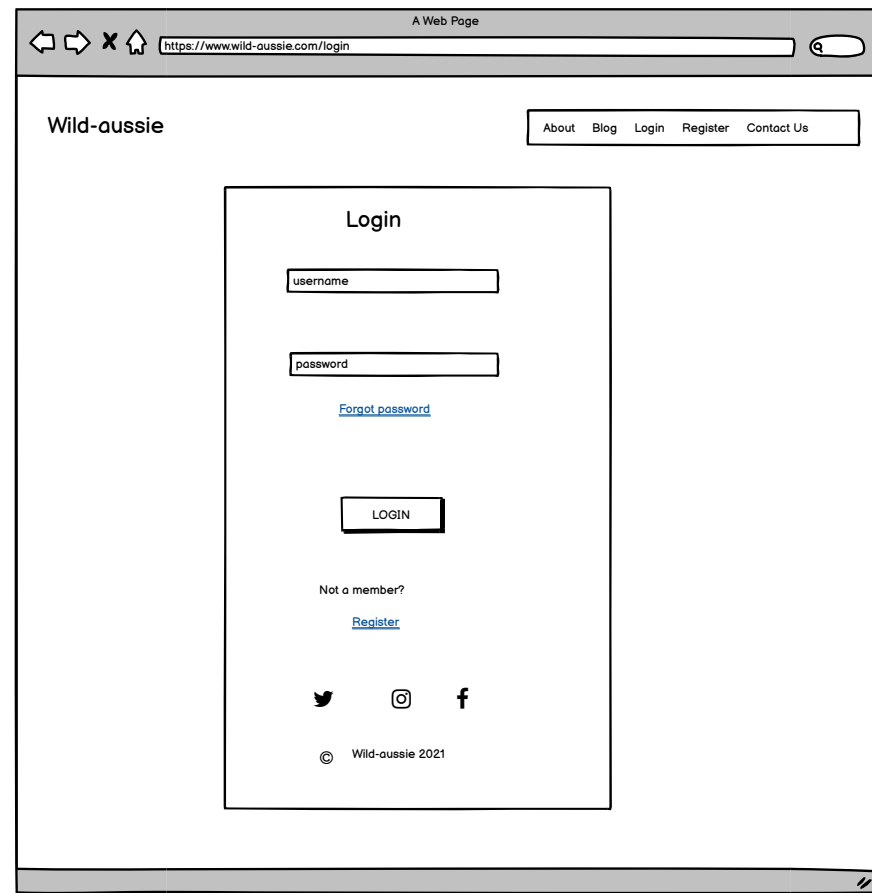 A Web Page
https://www.wild-aussie.com/login
Wild-aussie
About Blog Login Register Contact Us
Login
username
password
Forgot password
LOGIN
Not a member?
Register
© Wild-aussie 2021